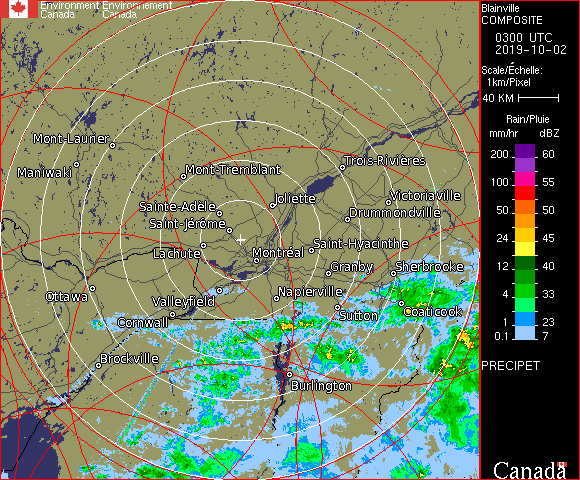 Environment Environnement
Canada Canada
Blainville
COMPOSITE
0300 UTC
2019-10-02
Scale/Échelle:
1km/Pixel
40 KM
Rain/Pluie
mm/hr dBZ
200 60
100 55
50 50
24 45
12 40
4 33
1 23
0.1 7
PRECIPET
Mont-Laurier
Maniwaki
Mont-Tremblant
Trois-Rivières
Joliette
Victoriaville
Sainte-Adèle
Drummondville
Saint-Jérôme
Saint-Hyacinthe
Lachute
Montréal
Granby
Sherbrooke
Ottawa
Valleyfield
Napierville
Cornwall
Sutton
Coaticook
Brockville
Burlington
Canada